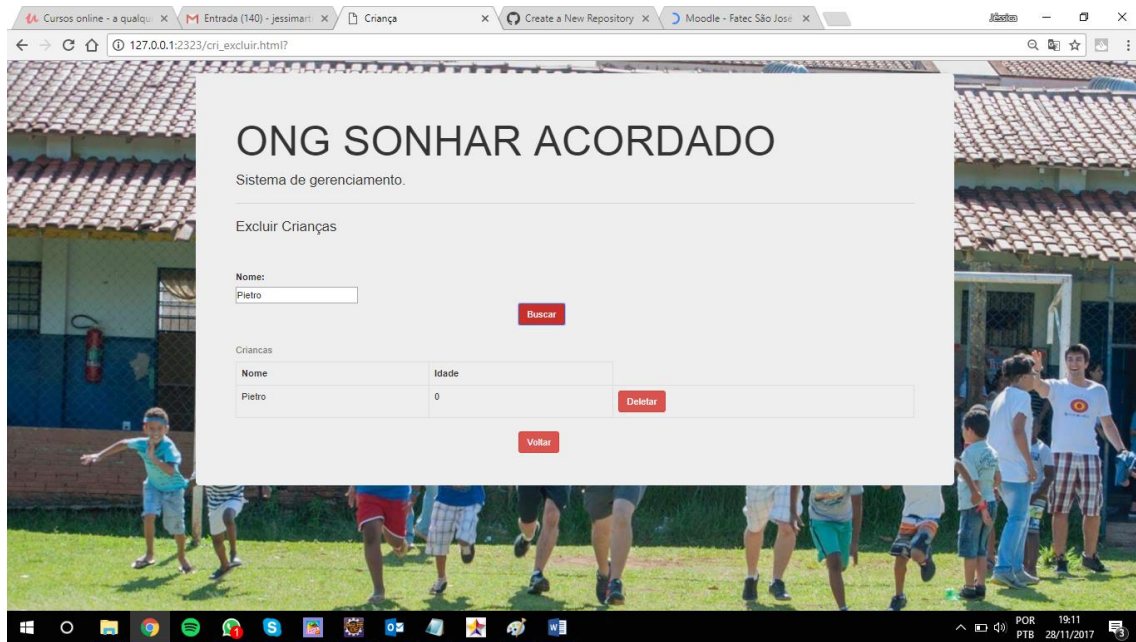 Cursos online - a qualqu
Entrada (140) - jessimarti
Criança
Create a New Repository
Moodle - Fatec São José
Jéssica
127.0.0.1:2323/cri_excluir.html?
ONG SONHAR ACORDADO
Sistema de gerenciamento.
Excluir Crianças
Nome:
Pietro
Buscar
Criancas
Nome Idade
Pietro 0 Deletar
Voltar
POR 19:11
PTB 28/11/2017